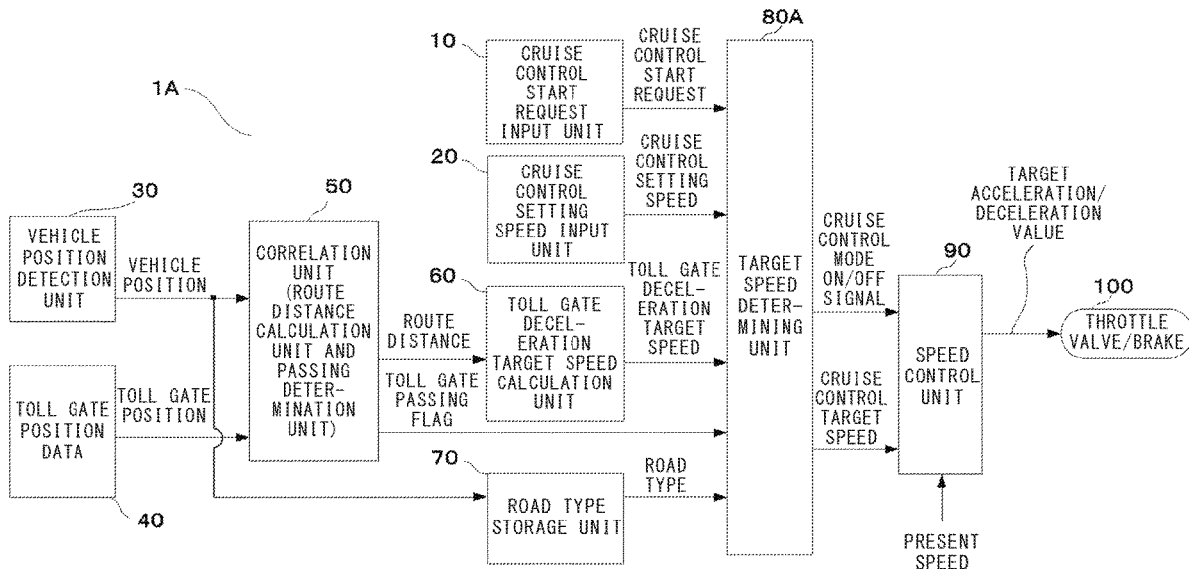 1A
30
VEHICLE
POSITION
DETECTION
UNIT
VEHICLE
POSITION
TOLL GATE
POSITION
DATA
40
TOLL GATE
POSITION
50
CORRELATION
UNIT
(ROUTE
DISTANCE
CALCULATION
UNIT AND
PASSING
DETER-
MINATION
UNIT)
ROUTE
DISTANCE
TOLL GATE
PASSING
FLAG
10
CRUISE
CONTROL
START
REQUEST
INPUT UNIT
CRUISE
CONTROL
START
REQUEST
20
CRUISE
CONTROL
SETTING
SPEED INPUT
UNIT
CRUISE
CONTROL
SETTING
SPEED
60
TOLL GATE
DECEL-
ERATION
TARGET SPEED
CALCULATION
UNIT
TOLL GATE
DECEL-
ERATION
TARGET
SPEED
70
ROAD TYPE
STORAGE UNIT
ROAD
TYPE
80A
TARGET
SPEED
DETER-
MINING
UNIT
CRUISE
CONTROL
MODE
ON/OFF
SIGNAL
CRUISE
CONTROL
TARGET
SPEED
90
SPEED
CONTROL
UNIT
PRESENT
SPEED
TARGET
ACCELERATION/
DECELERATION
VALUE
100
THROTTLE
VALVE/BRAKE